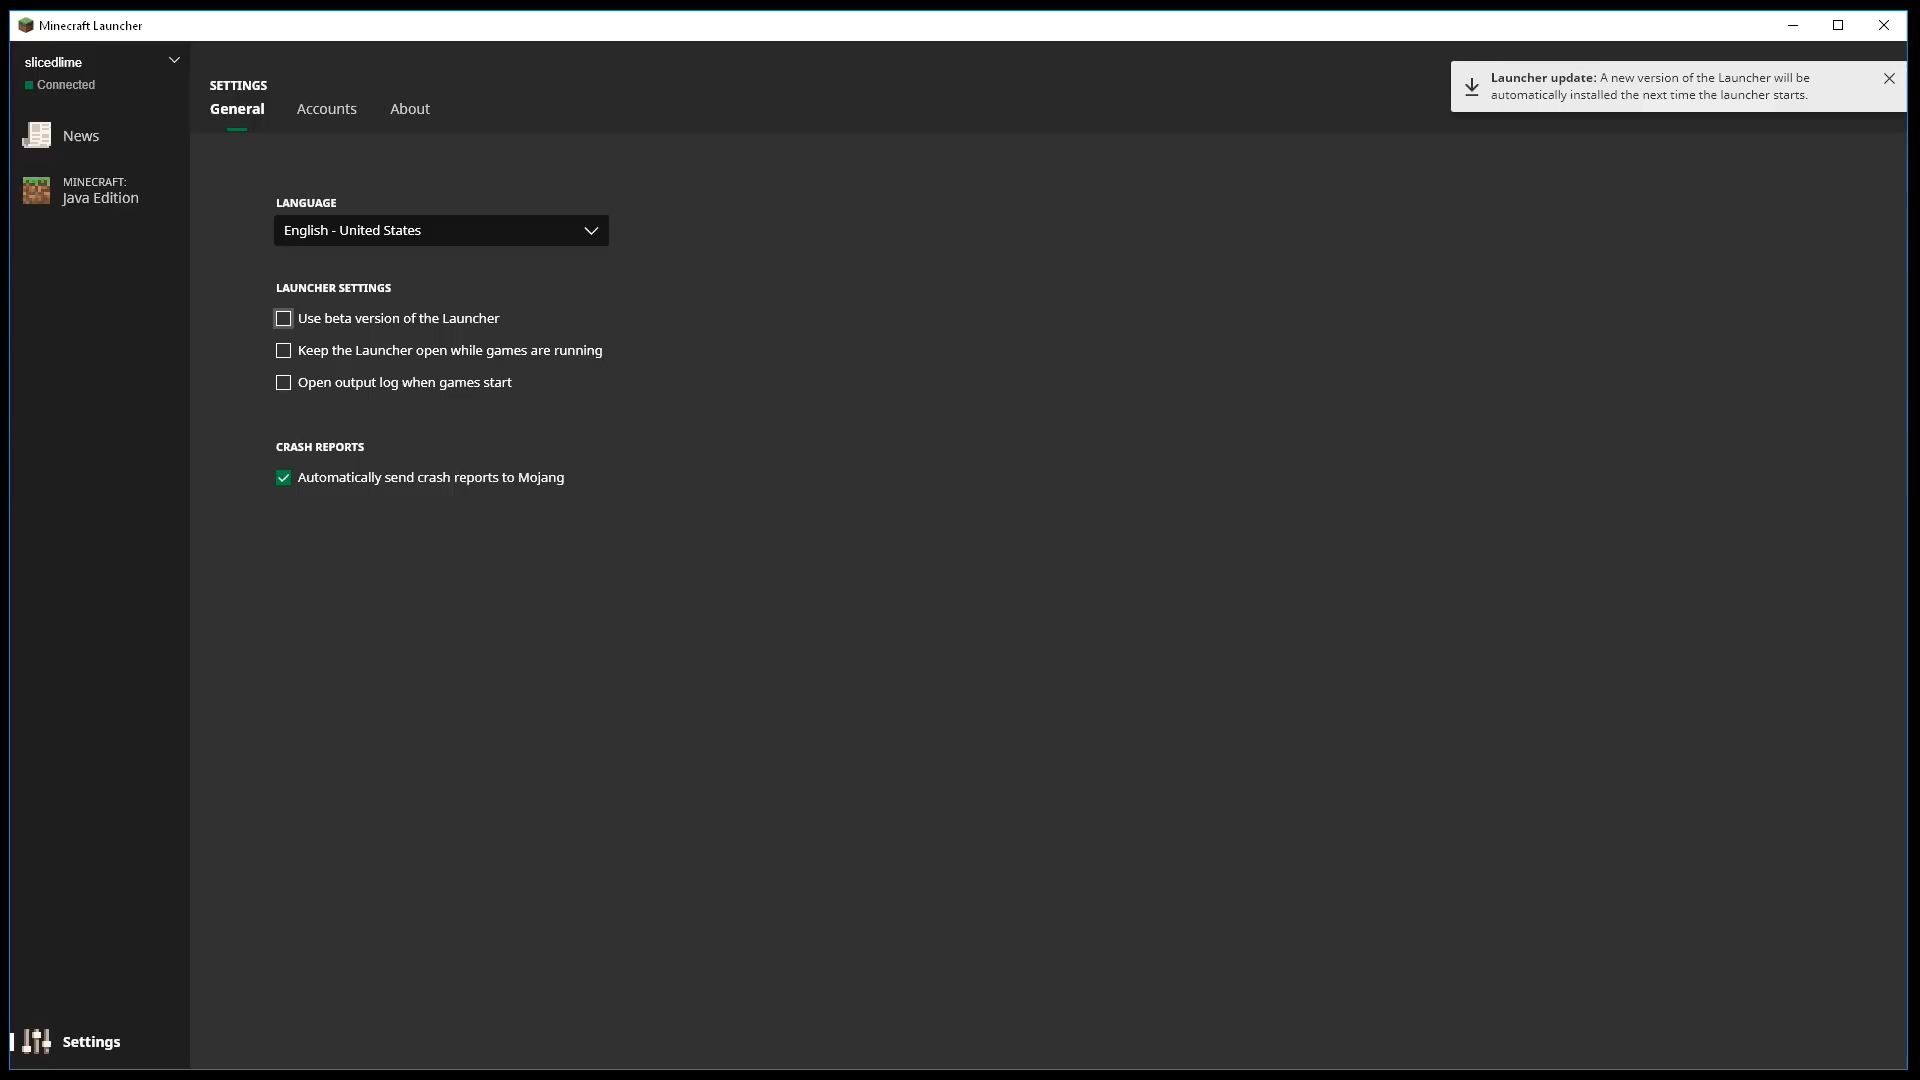 Minecraft Launcher
slicedlime
Connected
News
MINECRAFT:
Java Edition
Settings
SETTINGS
General Accounts About
Launcher update: A new version of the Launcher will be
automatically installed the next time the launcher starts.
LANGUAGE
English - United States
LAUNCHER SETTINGS
Use beta version of the Launcher
Keep the Launcher open while games are running
Open output log when games start
CRASH REPORTS
Automatically send crash reports to Mojang